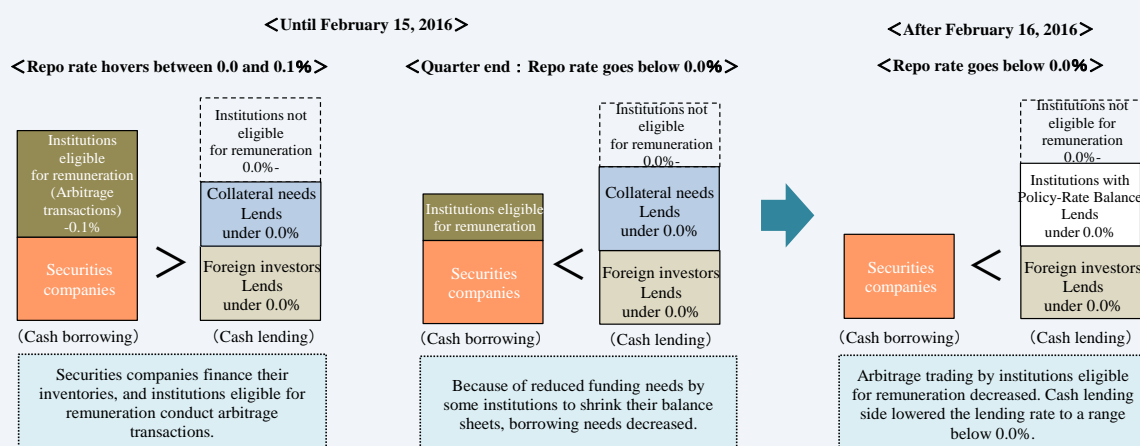 ＜Until February 15, 2016＞
＜After February 16, 2016＞
＜Repo rate hovers between 0.0 and 0.1%＞
＜Quarter end：Repo rate goes below 0.0%＞
＜Repo rate goes below 0.0%＞
Institutions
eligible
for remuneration
(Arbitrage
transactions)
-0.1%
Securities
companies
（Cash borrowing）
>
Institutions not
eligible
for remuneration
0.0%-
Collateral needs
Lends
under 0.0%
Foreign investors
Lends
under 0.0%
（Cash lending）
Securities companies finance their
inventories, and institutions eligible for
remuneration conduct arbitrage
transactions.
Institutions eligible
for remuneration
Securities
companies
（Cash borrowing）
<
Institutions not
eligible
for remuneration
0.0%-
Collateral needs
Lends
under 0.0%
Foreign investors
Lends
under 0.0%
（Cash lending）
Because of reduced funding needs by
some institutions to shrink their balance
sheets, borrowing needs decreased.
Securities
companies
（Cash borrowing）
<
Institutions not
eligible for
remuneration
0.0%-
Institutions with
Policy-Rate Balance
Lends
under 0.0%
Foreign investors
Lends
under 0.0%
（Cash lending）
Arbitrage trading by institutions eligible
for remuneration decreased. Cash lending
side lowered the lending rate to a range
below 0.0%.